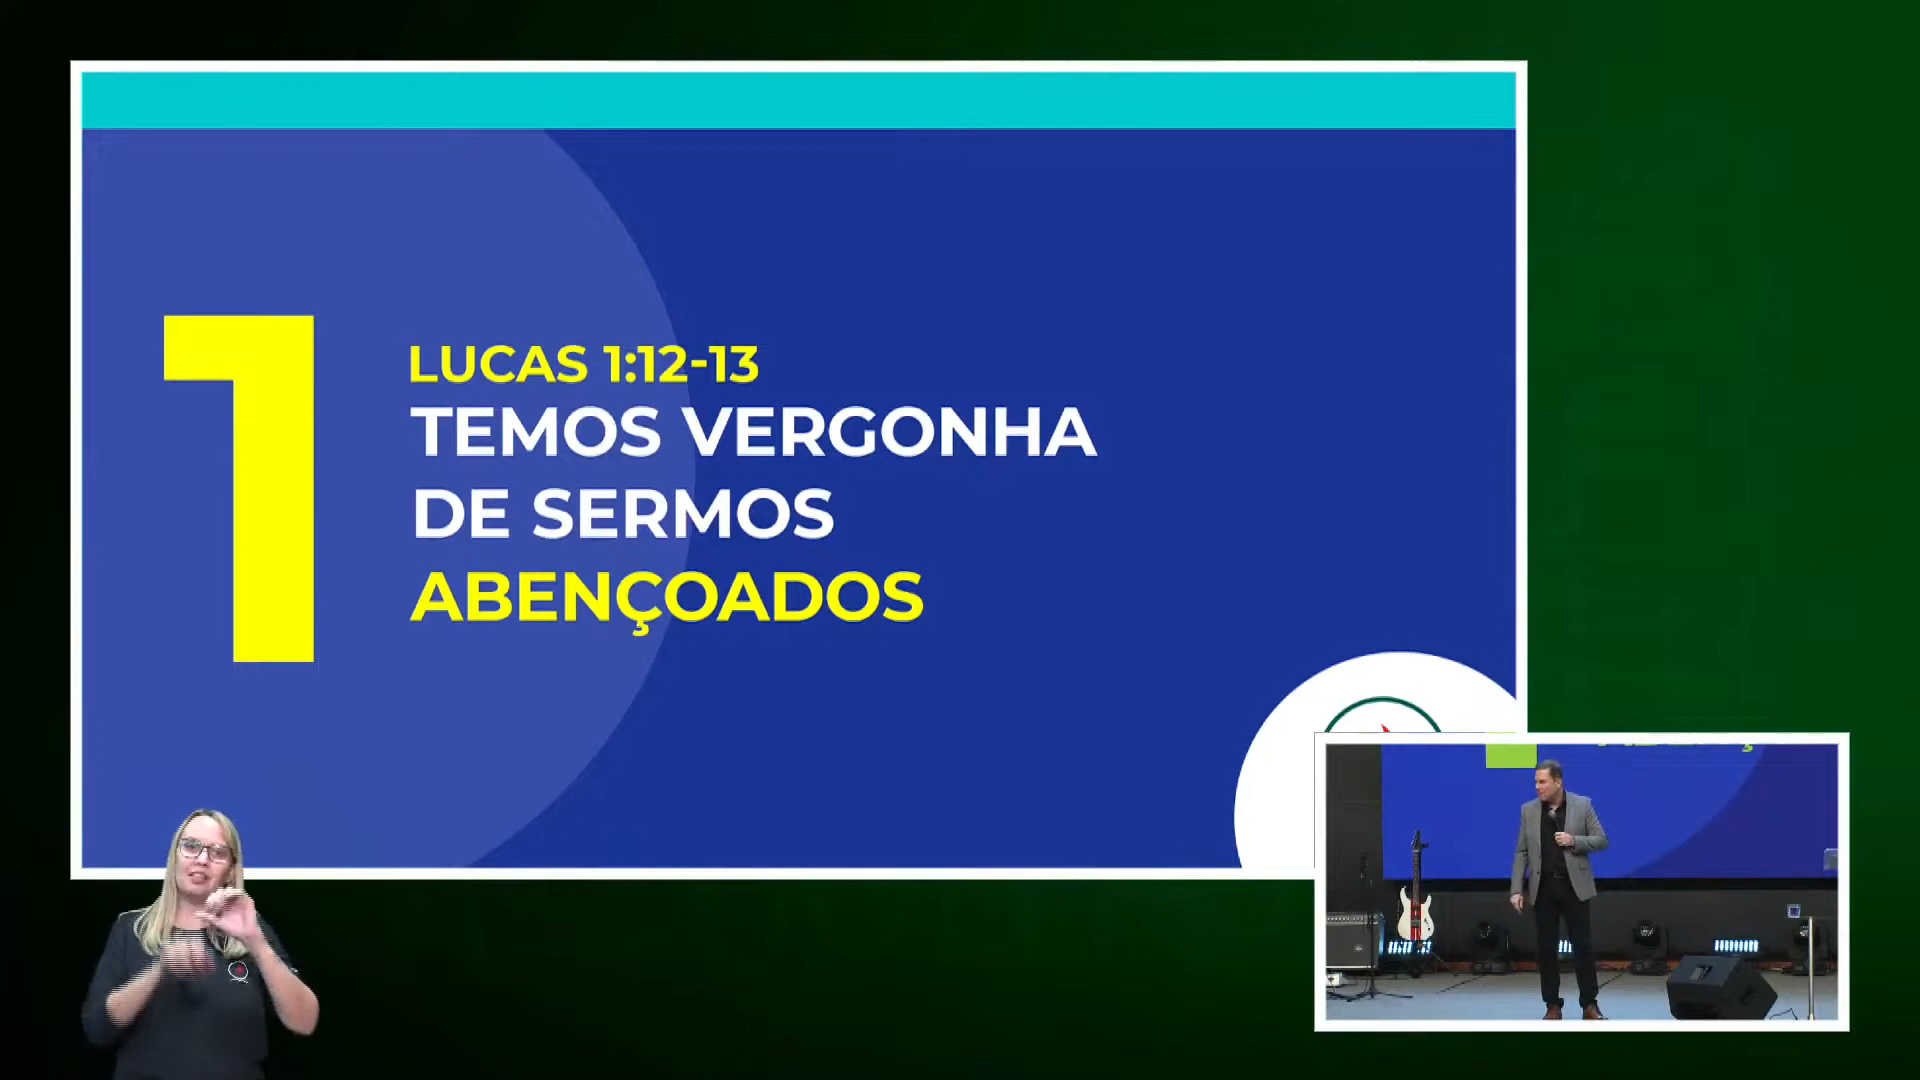 1
LUCAS 1:12-13
TEMOS VERGONHA
DE SERMOS
ABENÇOADOS